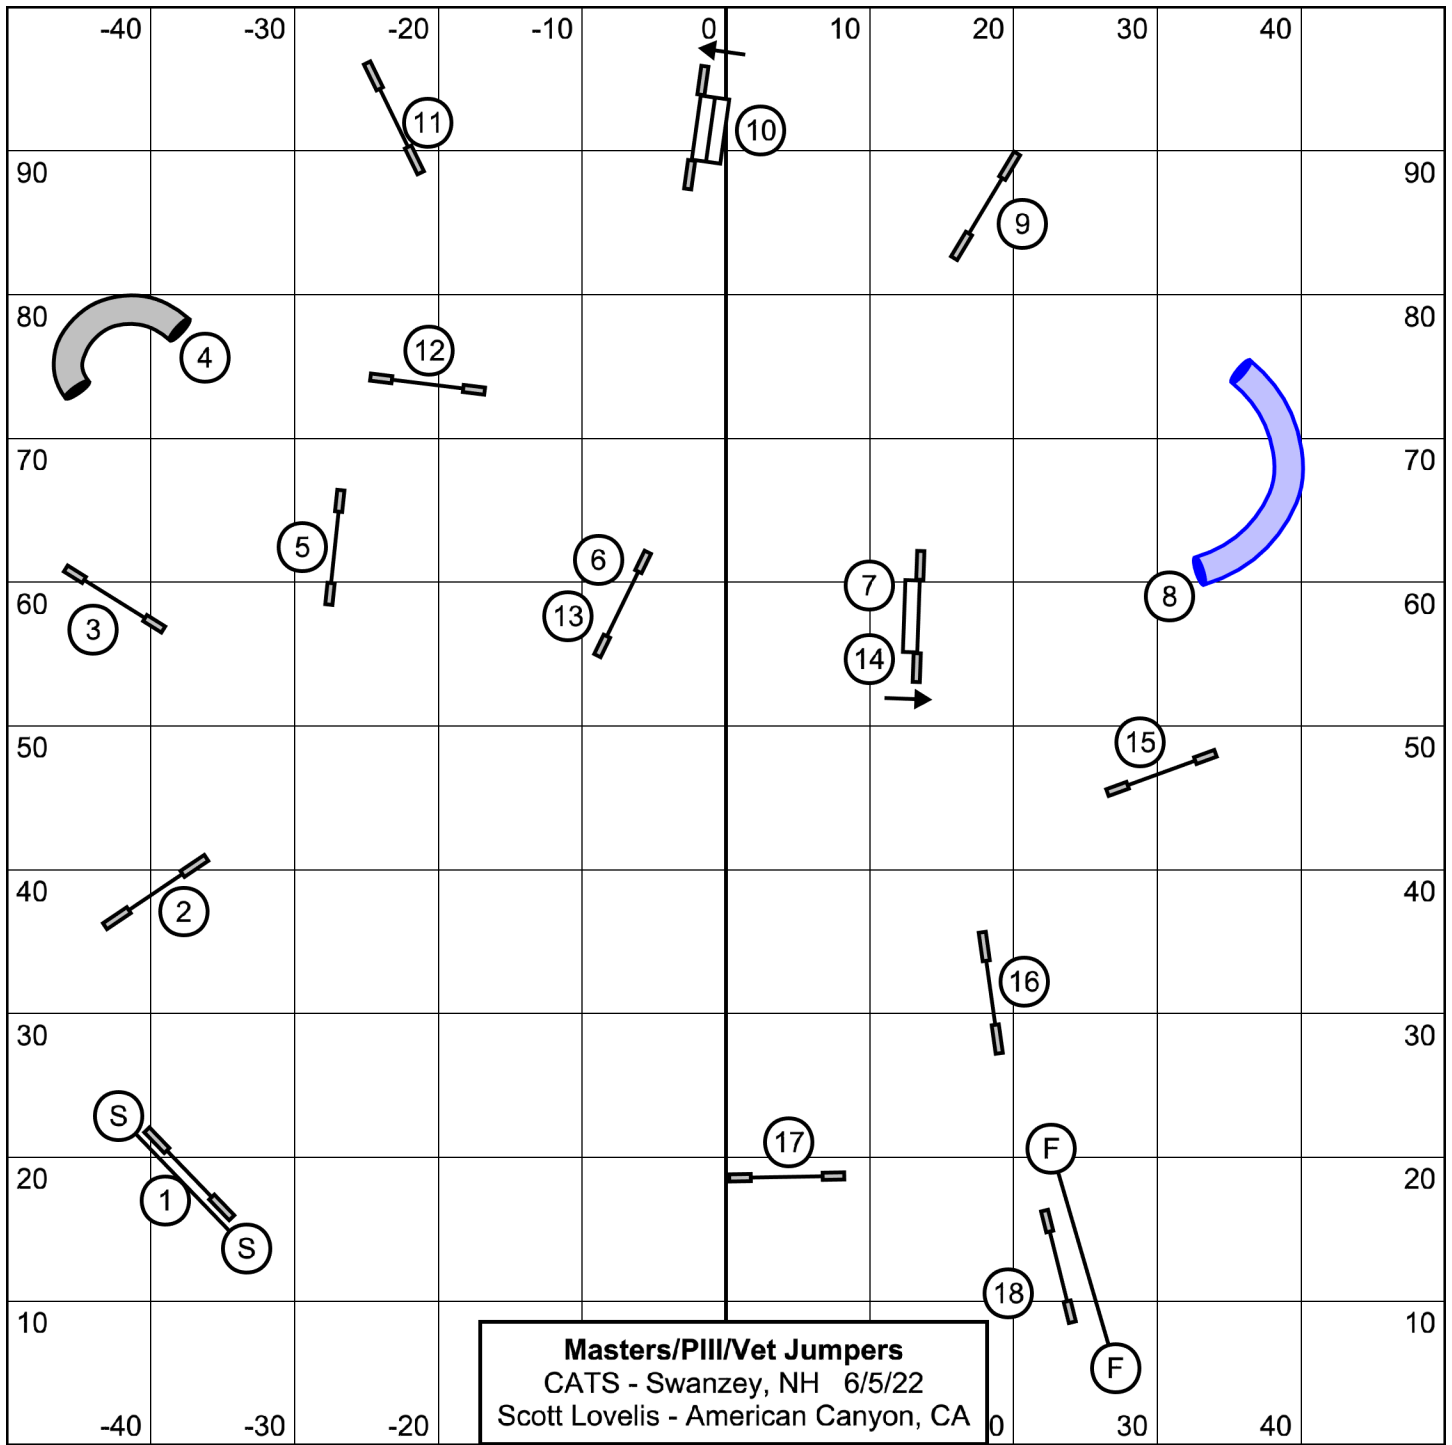 -40 -30 -20 -10 0 10 20 30 40
11
10
90 90
9
80 80
4
12
70 70
5
6
7
60 8 60
3
13
14
50 15 50
40 2 40
16
30 30
S
17
F
20 20
1
S
18
10 10
Masters/PIII/Vet Jumpers
F
CATS - Swanzey, NH 6/5/22
Scott Lovelis - American Canyon, CA
-40 -30 -20 0 30 40